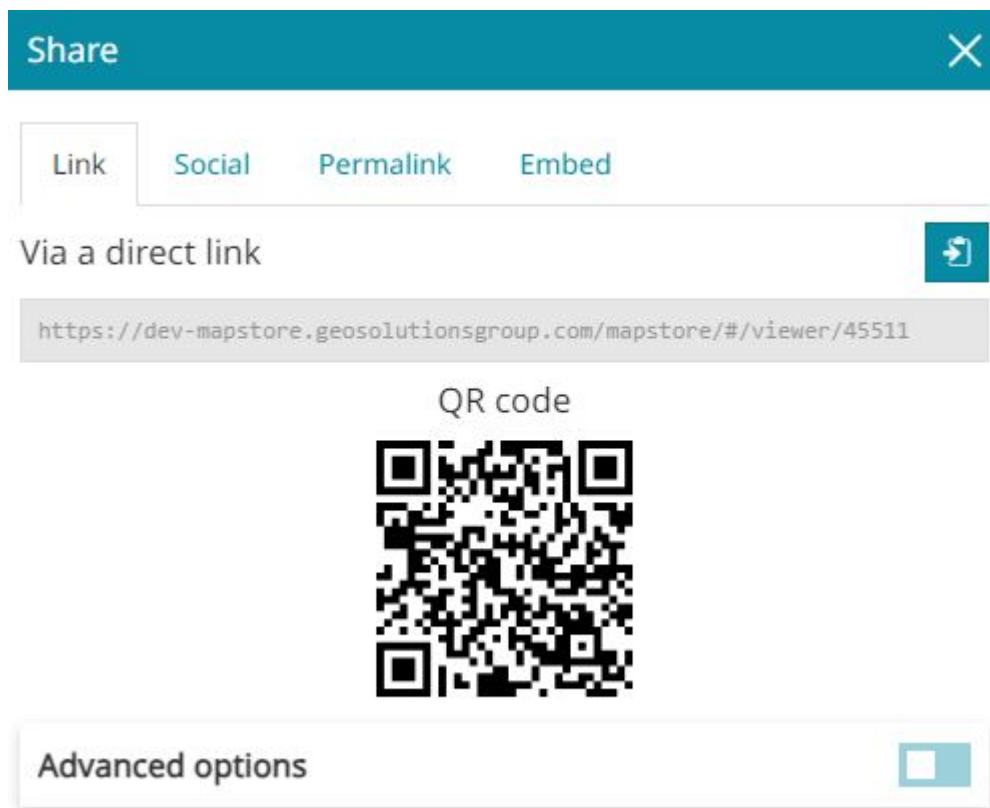 Share
Link Social Permalink Embed
Via a direct link
https://dev-mapstore.geosolutionsgroup.com/mapstore/#/viewer/45511
QR code
Advanced options